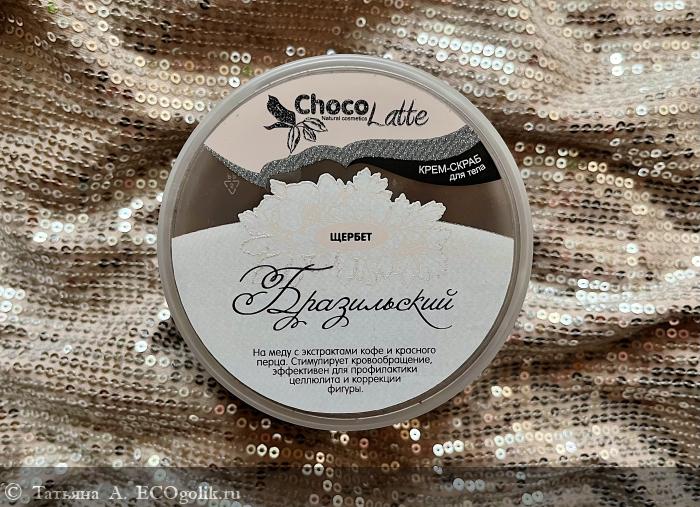 Choco
Natural cosmetics
Latte
КРЕМ-СКРАБ
для тела
ЩЕРБЕТ
Бразильский
На меду с экстрактами кофе и красного
перца. Стимулирует кровообращение,
эффективен для профилактики
целлюлита и коррекции
фигуры.
© Татьяна А. ECOgolik.ru